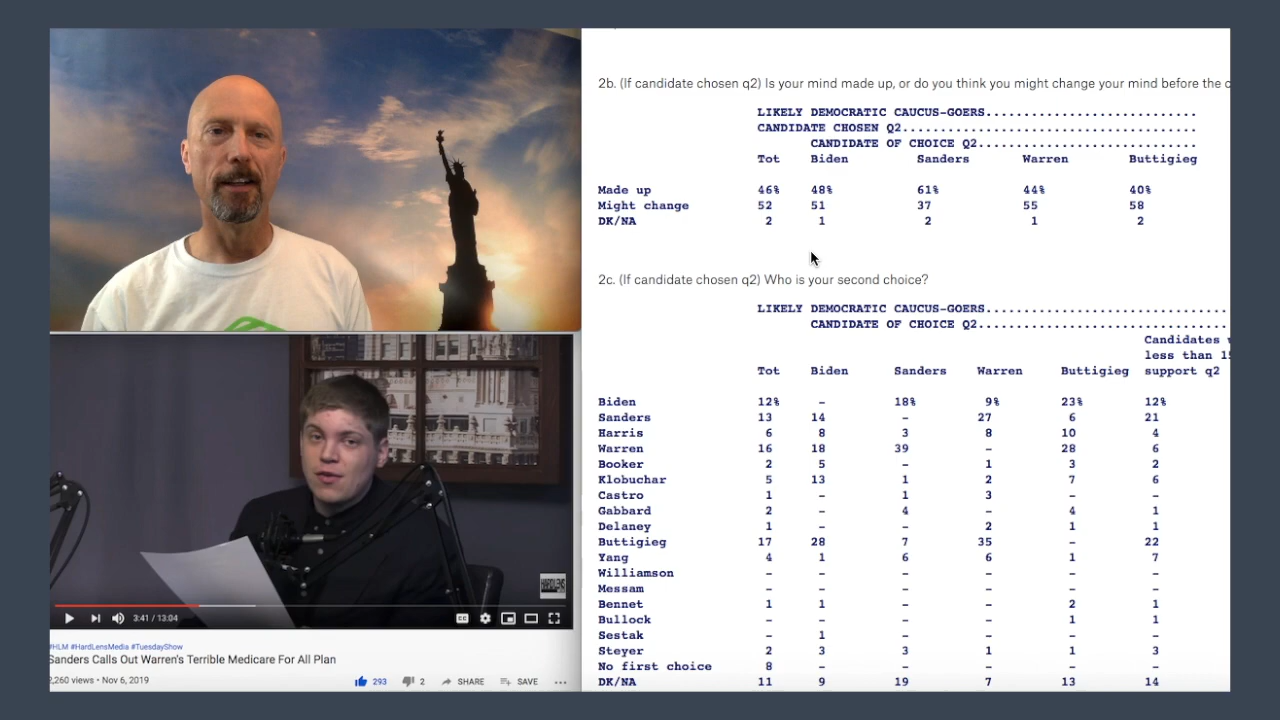 2b. (If candidate chosen q2) Is your mind made up, or do you think you might change your mind before the
LIKELY DEMOCRATIC CAUCUS-GOERS...........................
CANDIDATE CHOSEN Q2......................................
CANDIDATE OF CHOICE Q2.............................
Tot Biden Sanders Warren Buttigieg
Made up 46% 48% 61% 44% 40%
Might change 52 51 37 55 58
DK/NA 2 1 2 1 2
2c. (If candidate chosen q2) Who is your second choice?
LIKELY DEMOCRATIC CAUCUS-GOERS...............................
CANDIDATE OF CHOICE Q2.................................
Candidates
less than
Tot Biden Sanders Warren Buttigieg support q2
Biden 12% - 18% 9% 23% 12%
Sanders 13 14 - 27 6 21
Harris 6 8 3 8 10 4
Warren 16 18 39 - 28 6
Booker 2 5 - 1 3 2
Klobuchar 5 13 1 2 7 6
Castro 1 - 1 3 - -
Gabbard 2 - 4 - 4 1
Delaney 1 - - 2 1 1
Buttigieg 17 28 7 35 - 22
Yang 4 1 6 6 1 7
Williamson - - - - - -
Messam - - - - - -
Bennet 1 1 - - 2 1
Bullock - - - - 1 1
Sestak - 1 - - - -
Steyer 2 3 3 1 1 3
No first choice 8 - - - - -
DK/NA 11 9 19 7 13 14
HARD LENS
3:41 / 13:04
CC
#HLM #HardLensMedia #TuesdayShow
Sanders Calls Out Warren's Terrible Medicare For All Plan
2,260 views • Nov 6, 2019
293 2 SHARE SAVE